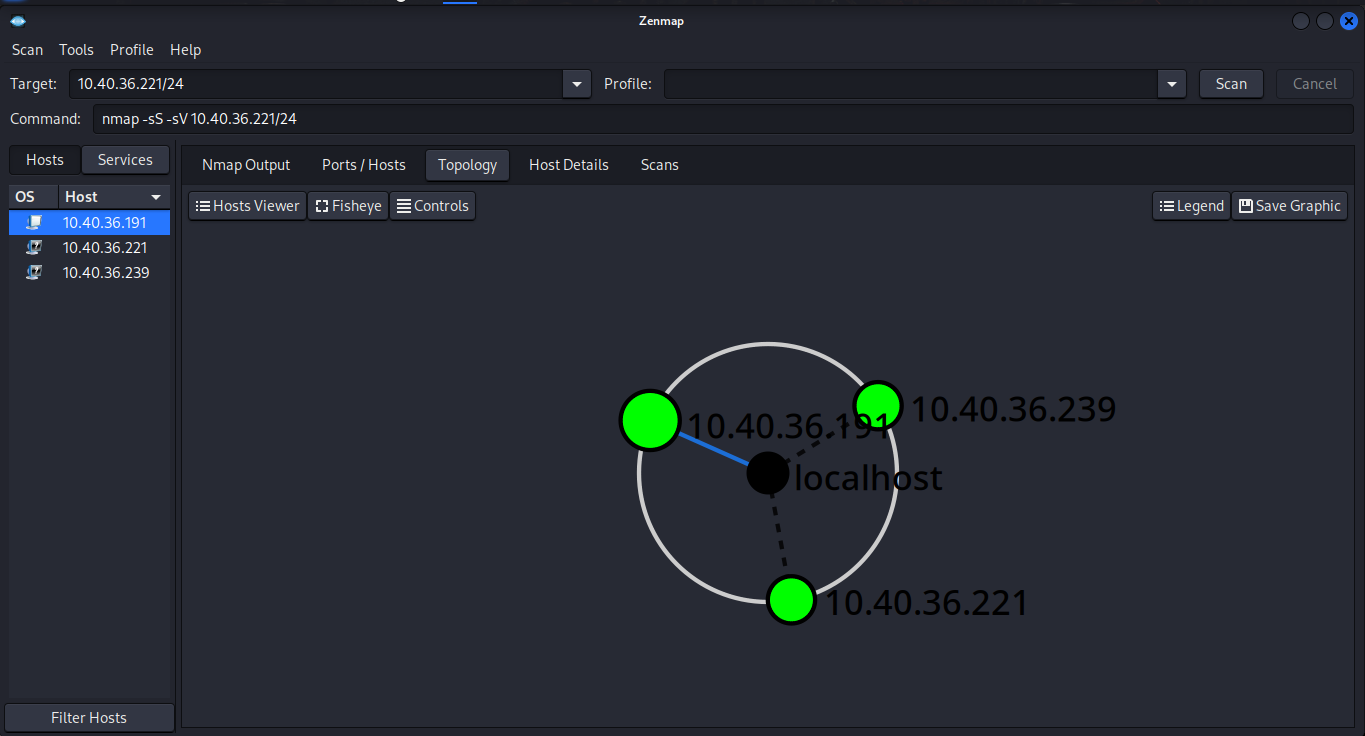 Zenmap
Scan Tools Profile Help
Target: 10.40.36.221/24 Profile: Scan Cancel
Command: nmap -sS -sV 10.40.36.221/24
Hosts Services
Nmap Output Ports / Hosts Topology Host Details Scans
OS Host
Hosts Viewer Fisheye Controls Legend Save Graphic
10.40.36.191
10.40.36.221
10.40.36.239
10.40.36.239
10.40.36.191
localhost
10.40.36.221
Filter Hosts